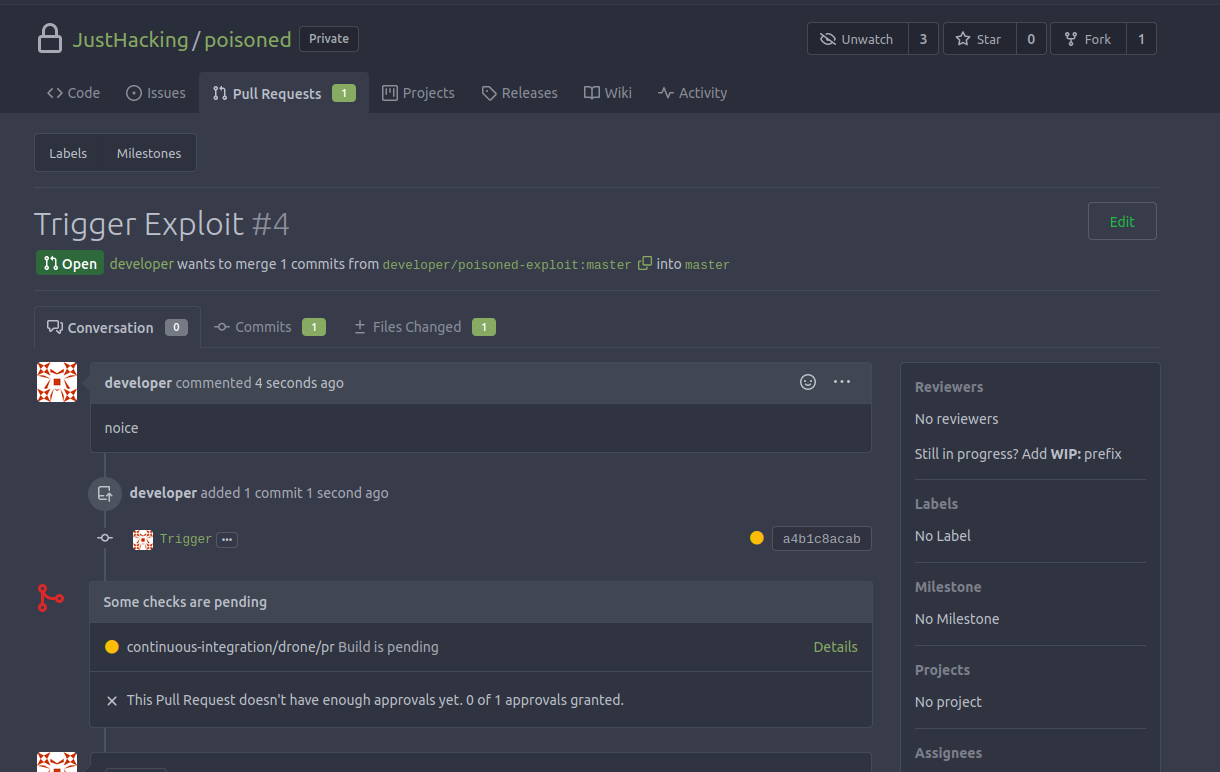 JustHacking/poisoned Private Unwatch 3 Star 0 Fork 1
Code Issues Pull Requests 1 Projects Releases Wiki Activity
Labels Milestones
Trigger Exploit #4 Edit
Open developer wants to merge 1 commits from developer/poisoned-exploit:master into master
Conversation 0 Commits 1 Files Changed 1
developer commented 4 seconds ago
noice
developer added 1 commit 1 second ago
Trigger ... a4b1c8acab
Some checks are pending
continuous-integration/drone/pr Build is pending Details
This Pull Request doesn't have enough approvals yet. 0 of 1 approvals granted.
Reviewers
No reviewers
Still in progress? Add WIP: prefix
Labels
No Label
Milestone
No Milestone
Projects
No project
Assignees